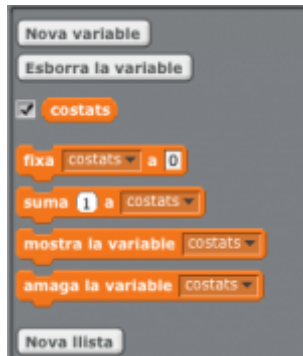 Nova variable
Esborra la variable
costats
fixa costats a 0
suma 1 a costats
mostra la variable costats
amaga la variable costats
Nova llista